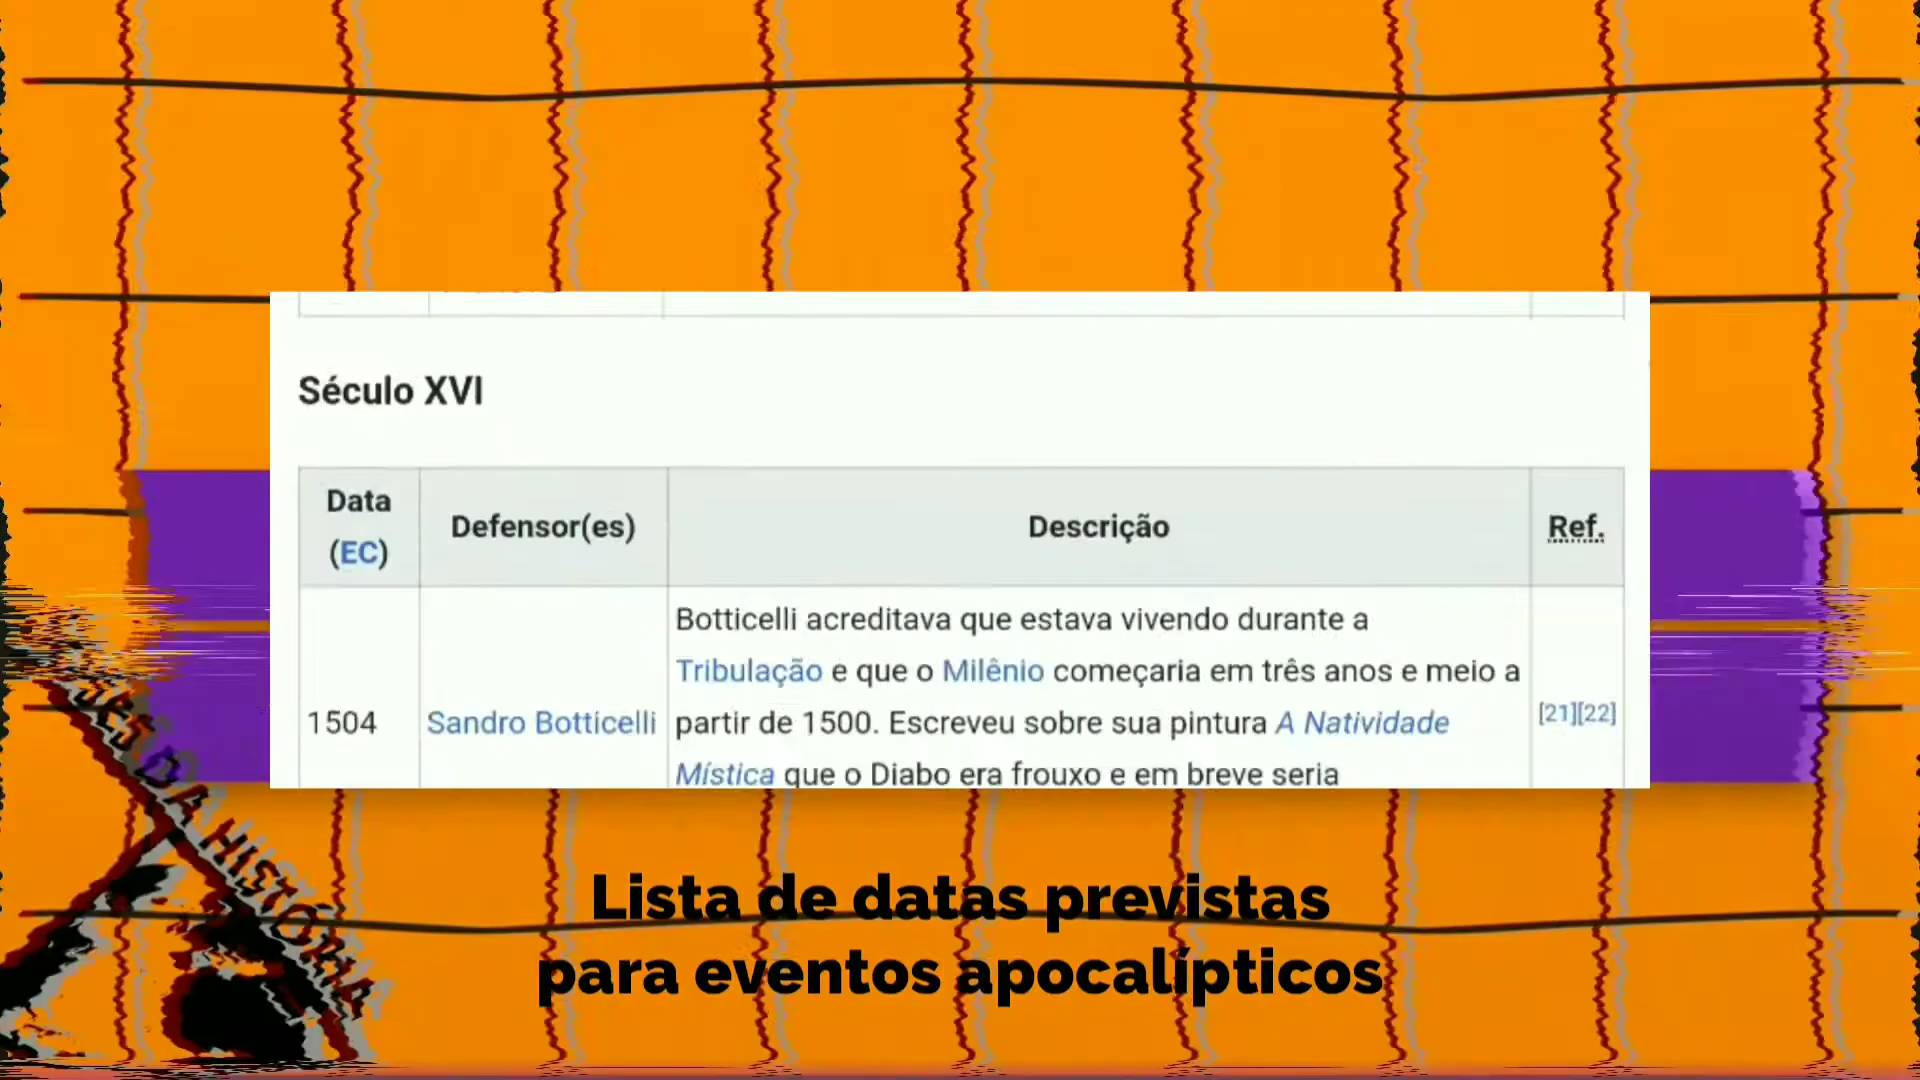 Século XVI
Data
(EC)
Defensor(es)
Descrição
Ref.
1504
Sandro Botticelli
Botticelli acreditava que estava vivendo durante a
Tribulação e que o Milênio começaria em três anos e meio a
partir de 1500. Escreveu sobre sua pintura A Natividade
Mística que o Diabo era frouxo e em breve seria
[21][22]
DA HISTÓRIA
Lista de datas previstas
para eventos apocalípticos